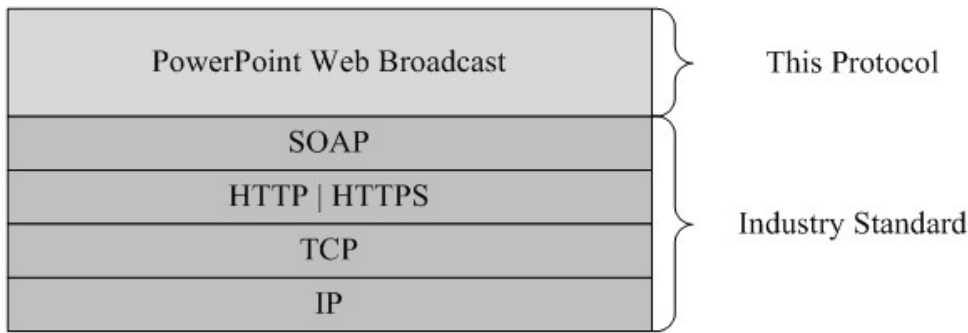 PowerPoint Web Broadcast
This Protocol
SOAP
HTTP | HTTPS
TCP
IP
Industry Standard